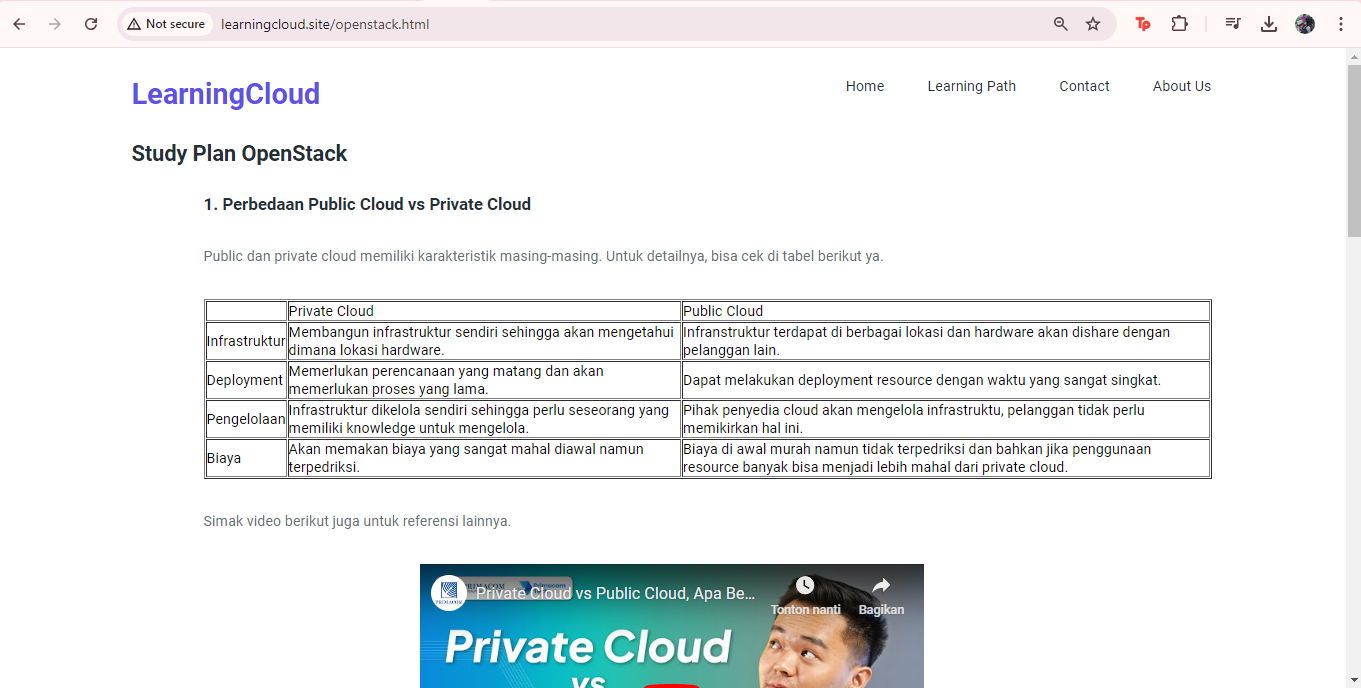 Not secure
learningcloud.site/openstack.html
Tp
LearningCloud
Home
Learning Path
Contact
About Us
Study Plan OpenStack
1. Perbedaan Public Cloud vs Private Cloud
Public dan private cloud memiliki karakteristik masing-masing. Untuk detailnya, bisa cek di tabel berikut ya.
Private Cloud
Public Cloud
Infrastruktur
Membangun infrastruktur sendiri sehingga akan mengetahui
dimana lokasi hardware.
Infranstruktur terdapat di berbagai lokasi dan hardware akan dishare dengan
pelanggan lain.
Deployment
Memerlukan perencanaan yang matang dan akan
memerlukan proses yang lama.
Dapat melakukan deployment resource dengan waktu yang sangat singkat.
Pengelolaan
Infrastruktur dikelola sendiri sehingga perlu seseorang yang
memiliki knowledge untuk mengelola.
Pihak penyedia cloud akan mengelola infrastruktu, pelanggan tidak perlu
memikirkan hal ini.
Biaya
Akan memakan biaya yang sangat mahal diawal namun
terpedriksi.
Biaya di awal murah namun tidak terpedriksi dan bahkan jika penggunaan
resource banyak bisa menjadi lebih mahal dari private cloud.
Simak video berikut juga untuk referensi lainnya.
PRIMACOM
PRIMACOM
Primacom
Private Cloud vs Public Cloud, Apa Be...
Tonton nanti
Bagikan
Private Cloud
vs